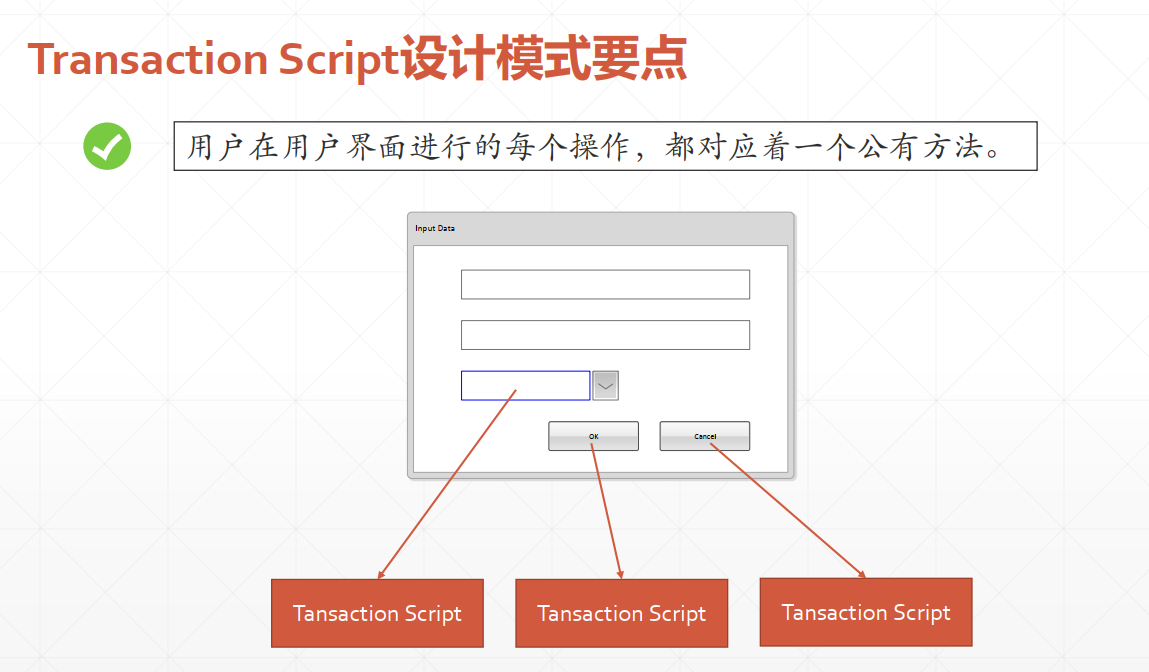 Transaction Script设计模式要点
用户在用户界面进行的每个操作，都对应着一个公有方法。
Input Data
OK
Cancel
Tansaction Script
Tansaction Script
Tansaction Script